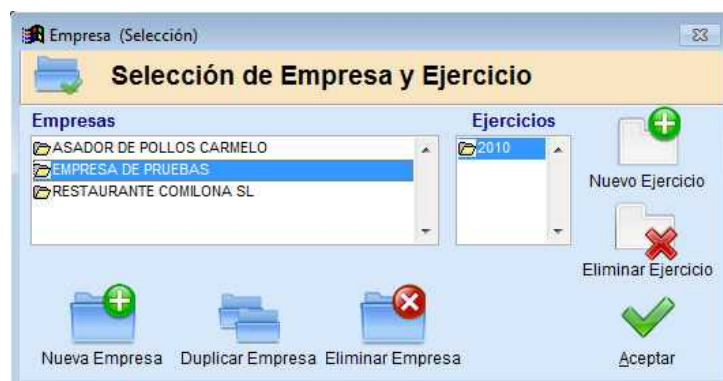 Empresa (Selección)
Selección de Empresa y Ejercicio
Empresas
Ejercicios
ASADOR DE POLLOS CARMELO
EMPRESA DE PRUEBAS
RESTAURANTE COMILONA SL
2010
Nuevo Ejercicio
Eliminar Ejercicio
Nueva Empresa
Duplicar Empresa
Eliminar Empresa
Aceptar